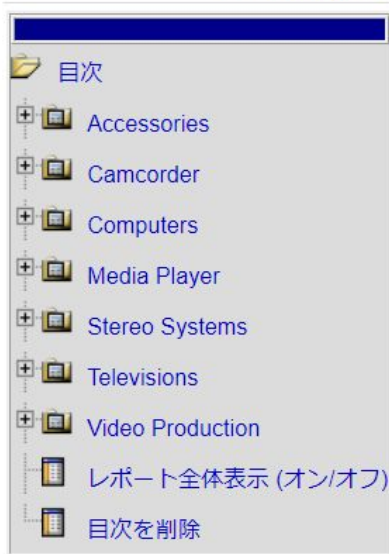 目次
Accessories
Camcorder
Computers
Media Player
Stereo Systems
Televisions
Video Production
レポート全体表示 (オン/オフ)
目次を削除